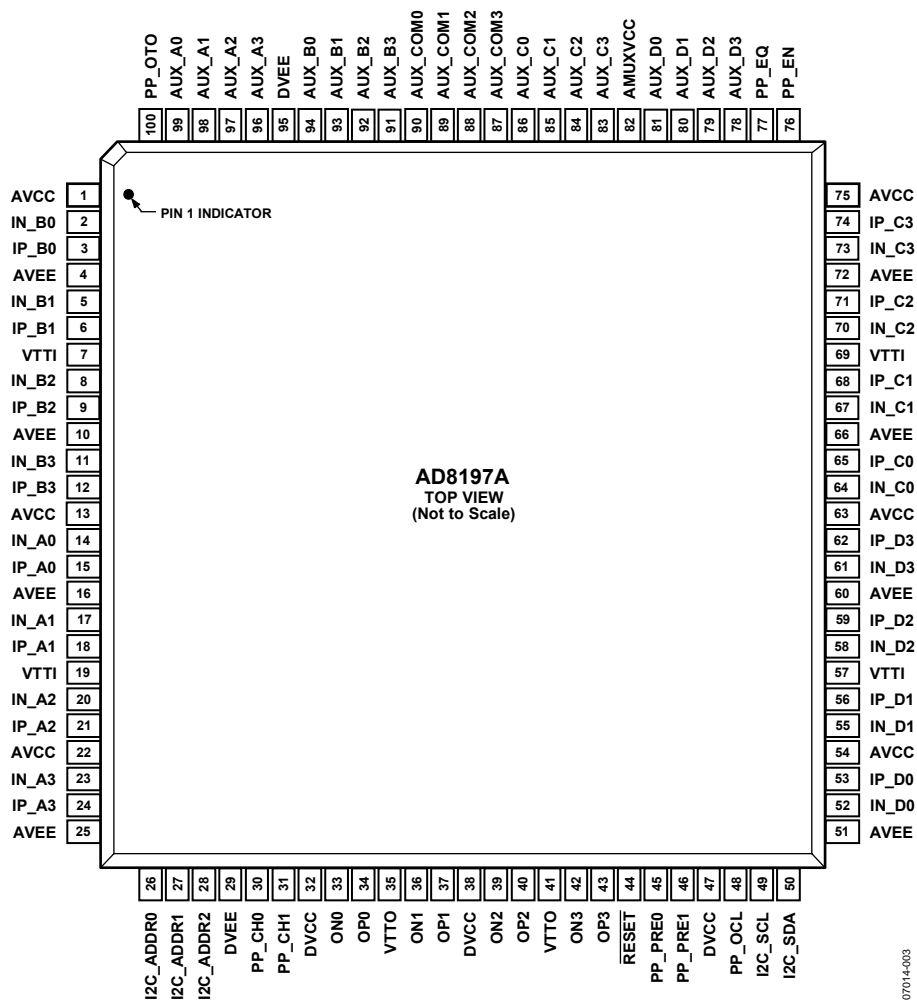 PP_OTO
AUX_A0
AUX_A1
AUX_A2
AUX_A3
DVEE
AUX_B0
AUX_B1
AUX_B2
AUX_B3
AUX_COM0
AUX_COM1
AUX_COM2
AUX_COM3
AUX_C0
AUX_C1
AUX_C2
AUX_C3
AMUXVCC
AUX_D0
AUX_D1
AUX_D2
AUX_D3
PP_EQ
PP_EN
100 99 98 97 96 95 94 93 92 91 90 89 88 87 86 85 84 83 82 81 80 79 78 77 76
AVCC 1
IN_B0 2
IP_B0 3
AVEE 4
IN_B1 5
IP_B1 6
VTTI 7
IN_B2 8
IP_B2 9
AVEE 10
IN_B3 11
IP_B3 12
AVCC 13
IN_A0 14
IP_A0 15
AVEE 16
IN_A1 17
IP_A1 18
VTTI 19
IN_A2 20
IP_A2 21
AVCC 22
IN_A3 23
IP_A3 24
AVEE 25
PIN 1 INDICATOR
AD8197A
TOP VIEW
(Not to Scale)
75 AVCC
74 IP_C3
73 IN_C3
72 AVEE
71 IP_C2
70 IN_C2
69 VTTI
68 IP_C1
67 IN_C1
66 AVEE
65 IP_C0
64 IN_C0
63 AVCC
62 IP_D3
61 IN_D3
60 AVEE
59 IP_D2
58 IN_D2
57 VTTI
56 IP_D1
55 IN_D1
54 AVCC
53 IP_D0
52 IN_D0
51 AVEE
26 27 28 29 30 31 32 33 34 35 36 37 38 39 40 41 42 43 44 45 46 47 48 49 50
I2C_ADDR0
I2C_ADDR1
I2C_ADDR2
DVEE
PP_CH0
PP_CH1
DVCC
ON0
OP0
VTTO
ON1
OP1
DVCC
ON2
OP2
VTTO
ON3
OP3
RESET
PP_PRE0
PP_PRE1
DVCC
PP_OCL
I2C_SCL
I2C_SDA
07014-003